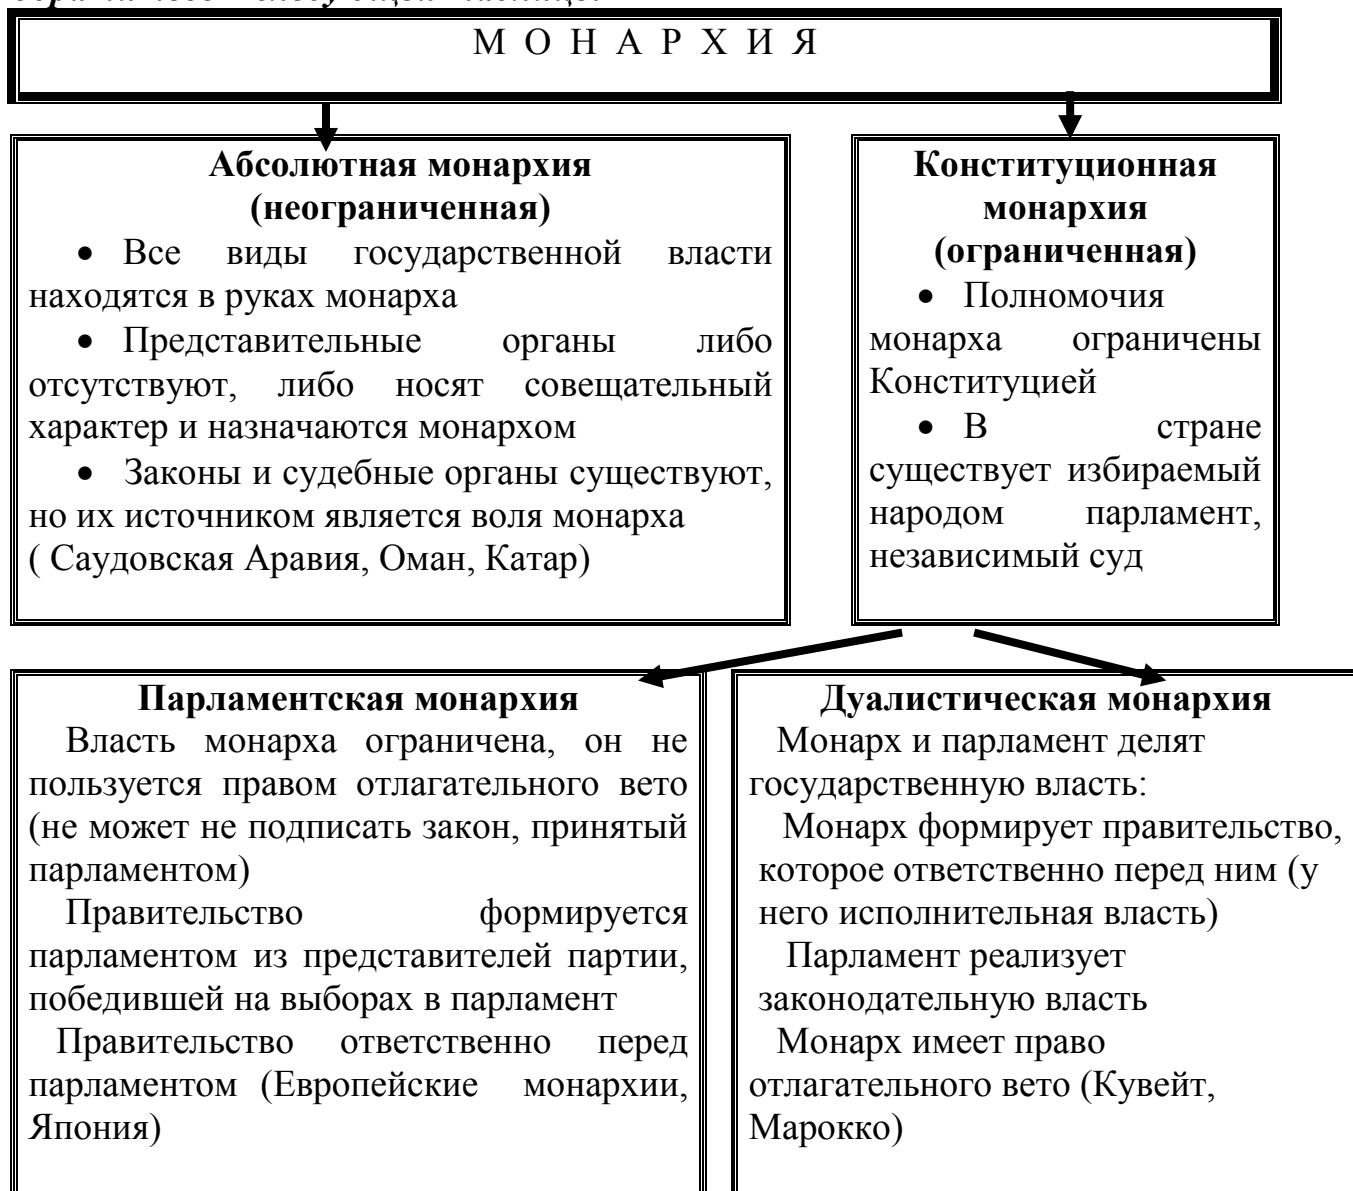 М О Н А Р Х И Я
Абсолютная монархия
(неограниченная)
• Все виды государственной власти
находятся в руках монарха
• Представительные органы либо
отсутствуют, либо носят совещательный
характер и назначаются монархом
• Законы и судебные органы существуют,
но их источником является воля монарха
( Саудовская Аравия, Оман, Катар)
Конституционная
монархия
(ограниченная)
• Полномочия
монарха ограничены
Конституцией
• В стране
существует избираемый
народом парламент,
независимый суд
Парламентская монархия
Власть монарха ограничена, он не
пользуется правом отлагательного вето
(не может не подписать закон, принятый
парламентом)
Правительство формируется
парламентом из представителей партии,
победившей на выборах в парламент
Правительство ответственно перед
парламентом (Европейские монархии,
Япония)
Дуалистическая монархия
Монарх и парламент делят
государственную власть:
Монарх формирует правительство,
которое ответственно перед ним (у
него исполнительная власть)
Парламент реализует
законодательную власть
Монарх имеет право
отлагательного вето (Кувейт,
Марокко)